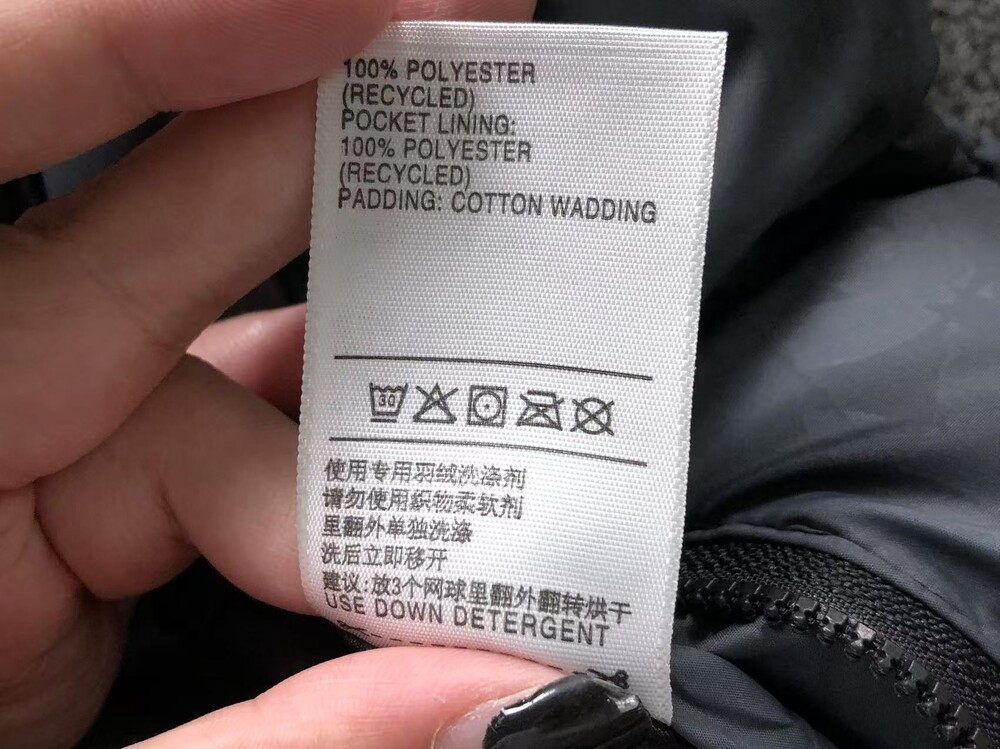 100% POLYESTER
(RECYCLED)
POCKET LINING:
100% POLYESTER
(RECYCLED)
PADDING: COTTON WADDING
30
使用专用羽绒洗涤剂
请勿使用织物柔软剂
里翻外单独洗涤
洗后立即移开
建议:放3个网球里翻外翻转烘干
USE DOWN DETERGENT